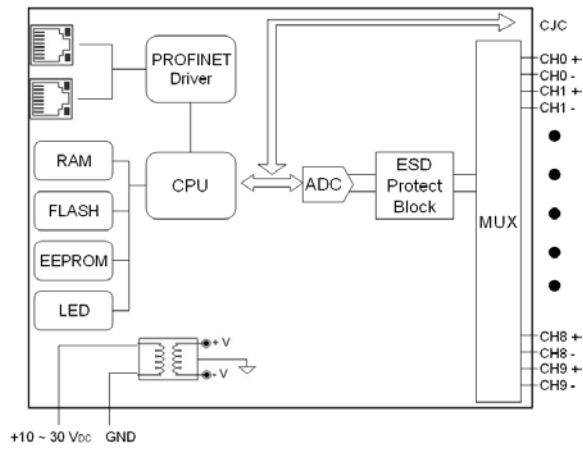 CJC
PROFINET
Driver
CH0 +
CH0 -
CH1 +
CH1 -
RAM
CPU
ADC
ESD
Protect
Block
MUX
FLASH
EEPROM
LED
+ V
- V
CH8 +
CH8 -
CH9 +
CH9 -
+10 ~ 30 VDC GND